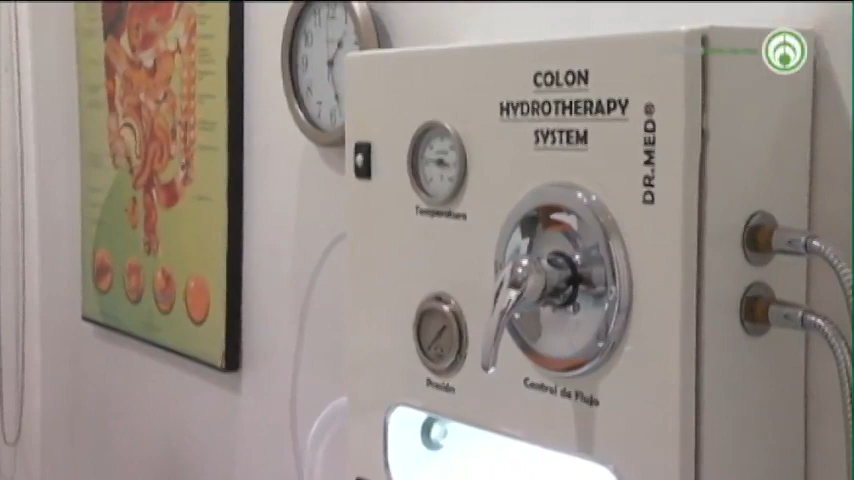 COLON
HYDROTHERAPY
SYSTEM
DR.MED®
Temperatura
Presión
Control de Flujo